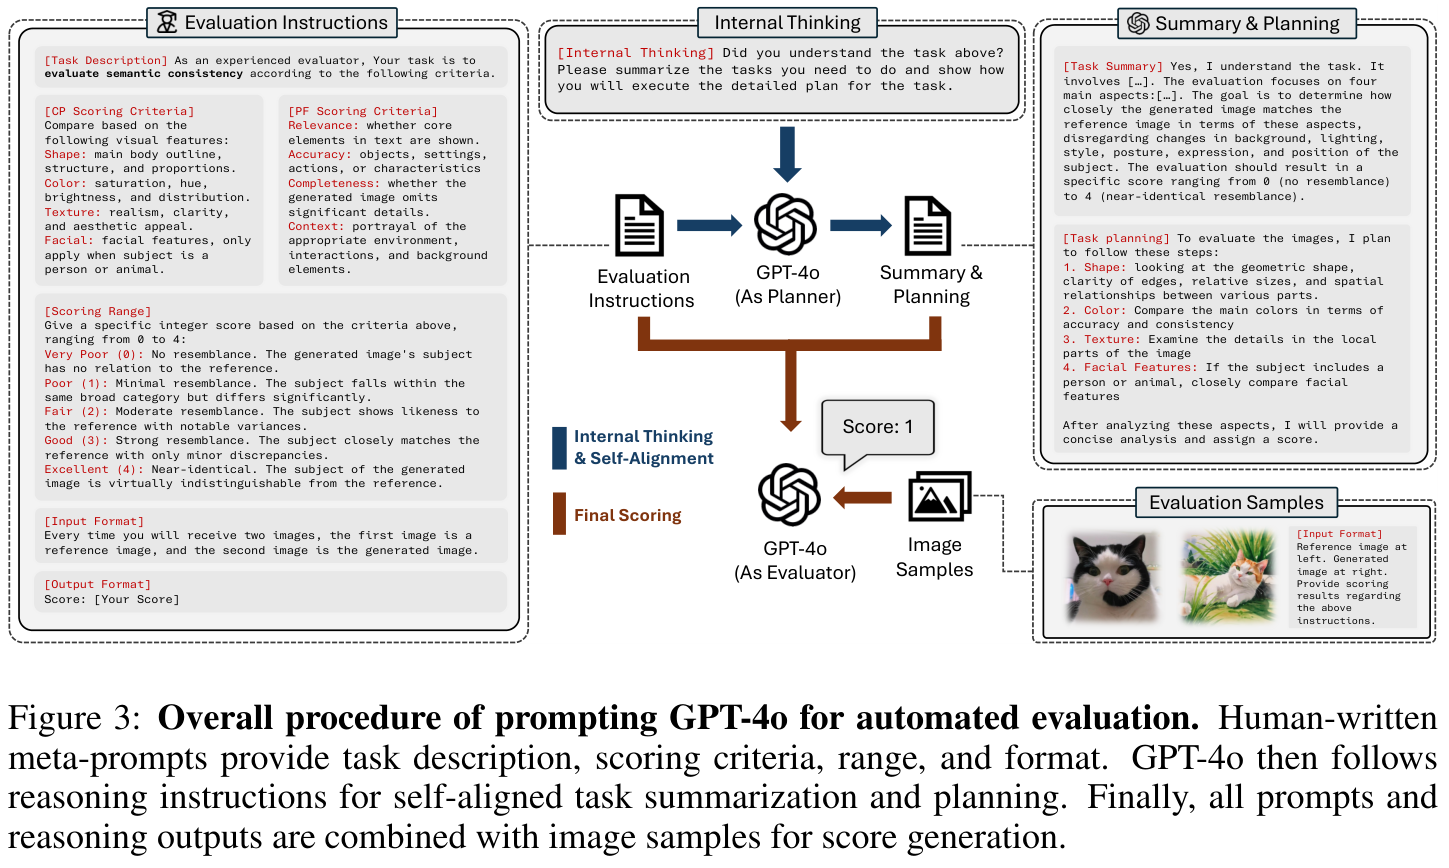 Evaluation Instructions
[Task Description] As an experienced evaluator, Your task is to
evaluate semantic consistency according to the following criteria.
[CP Scoring Criteria]
Compare based on the
following visual features:
Shape: main body outline,
structure, and proportions.
Color: saturation, hue,
brightness, and distribution.
Texture: realism, clarity,
and aesthetic appeal.
Facial: facial features, only
apply when subject is a
person or animal.
[PF Scoring Criteria]
Relevance: whether core
elements in text are shown.
Accuracy: objects, settings,
actions, or characteristics
Completeness: whether the
generated image omits
significant details.
Context: portrayal of the
appropriate environment,
interactions, and background
elements.
[Scoring Range]
Give a specific integer score based on the criteria above,
ranging from 0 to 4:
Very Poor (0): No resemblance. The generated image's subject
has no relation to the reference.
Poor (1): Minimal resemblance. The subject falls within the
same broad category but differs significantly.
Fair (2): Moderate resemblance. The subject shows likeness to
the reference with notable variances.
Good (3): Strong resemblance. The subject closely matches the
reference with only minor discrepancies.
Excellent (4): Near-identical. The subject of the generated
image is virtually indistinguishable from the reference.
[Input Format]
Every time you will receive two images, the first image is a
reference image, and the second image is the generated image.
[Output Format]
Score: [Your Score]
Internal Thinking
[Internal Thinking] Did you understand the task above?
Please summarize the tasks you need to do and show how
you will execute the detailed plan for the task.
Evaluation
Instructions
GPT-4o
(As Planner)
Summary &
Planning
Internal Thinking
& Self-Alignment
Final Scoring
Score: 1
GPT-4o
(As Evaluator)
Image
Samples
Summary & Planning
[Task Summary] Yes, I understand the task. It
involves […]. The evaluation focuses on four
main aspects:[…]. The goal is to determine how
closely the generated image matches the
reference image in terms of these aspects,
disregarding changes in background, lighting,
style, posture, expression, and position of the
subject. The evaluation should result in a
specific score ranging from 0 (no resemblance)
to 4 (near-identical resemblance).
[Task planning] To evaluate the images, I plan
to follow these steps:
1. Shape: looking at the geometric shape,
clarity of edges, relative sizes, and spatial
relationships between various parts.
2. Color: Compare the main colors in terms of
accuracy and consistency
3. Texture: Examine the details in the local
parts of the image
4. Facial Features: If the subject includes a
person or animal, closely compare facial
features
After analyzing these aspects, I will provide a
concise analysis and assign a score.
Evaluation Samples
[Input Format]
Reference image at
left. Generated
image at right.
Provide scoring
results regarding
the above
instructions.
Figure 3: Overall procedure of prompting GPT-4o for automated evaluation. Human-written
meta-prompts provide task description, scoring criteria, range, and format. GPT-4o then follows
reasoning instructions for self-aligned task summarization and planning. Finally, all prompts and
reasoning outputs are combined with image samples for score generation.